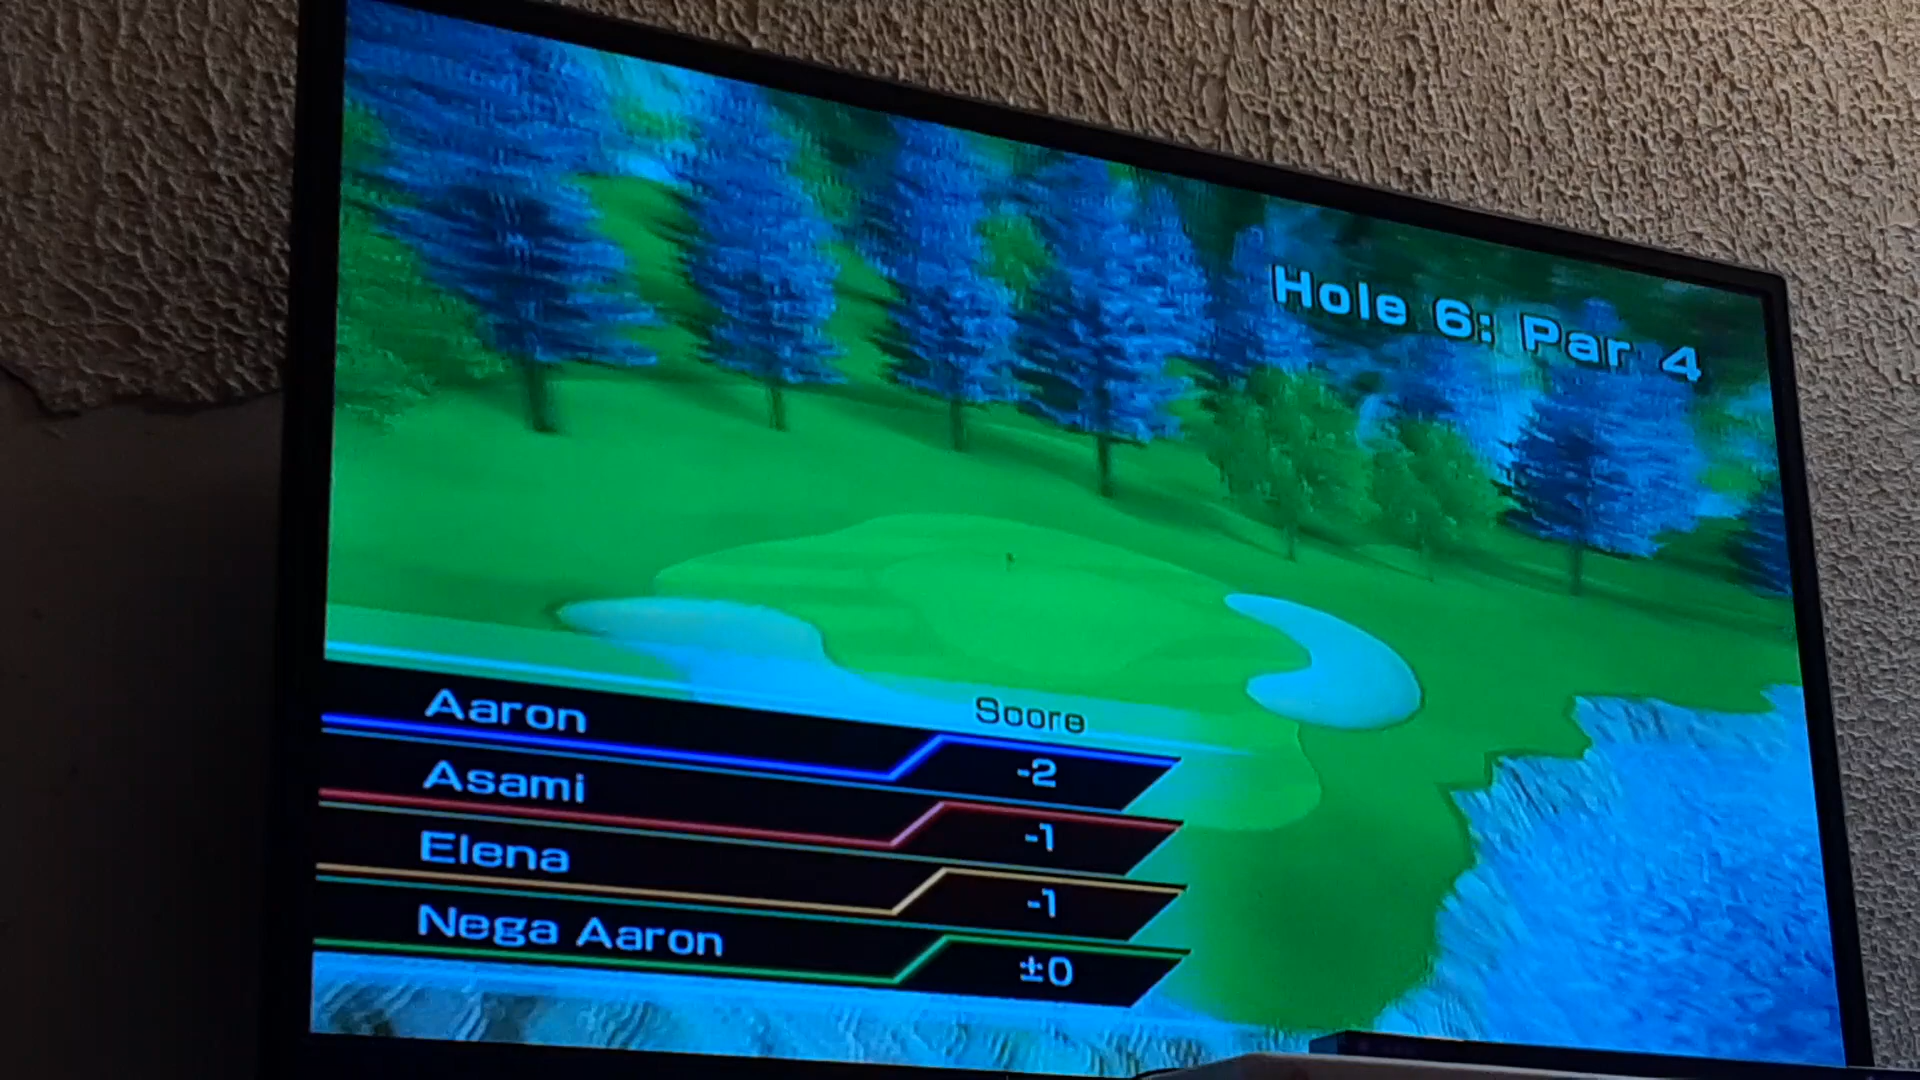 Hole 6: Par 4
Score
Aaron -2
Asami -1
Elena -1
Nega Aaron ±0